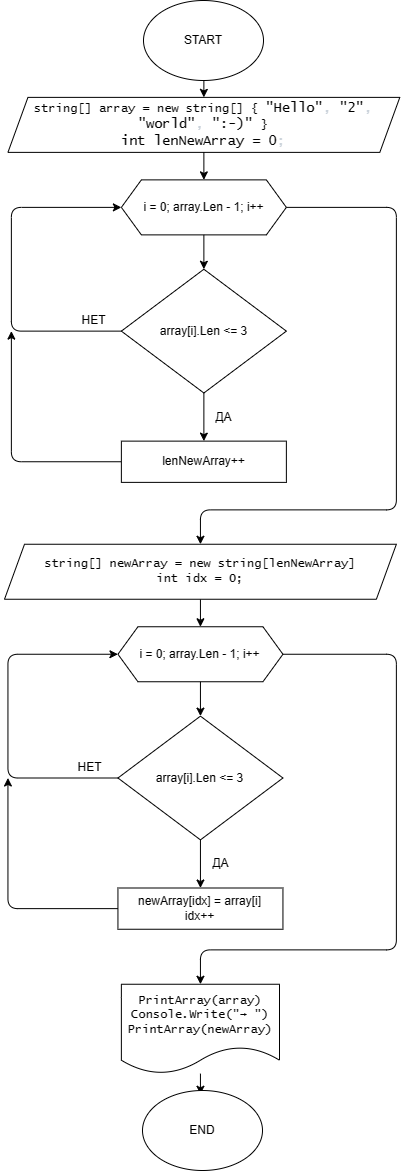 START
string[] array = new string[] { "Hello", "2",
"world", ":-)" }
int lenNewArray = 0;
i = 0; array.Len - 1; i++
НЕТ
array[i].Len <= 3
ДА
lenNewArray++
string[] newArray = new string[lenNewArray]
int idx = 0;
i = 0; array.Len - 1; i++
НЕТ
array[i].Len <= 3
ДА
newArray[idx] = array[i]
idx++
PrintArray(array)
Console.Write("→ ")
PrintArray(newArray)
END